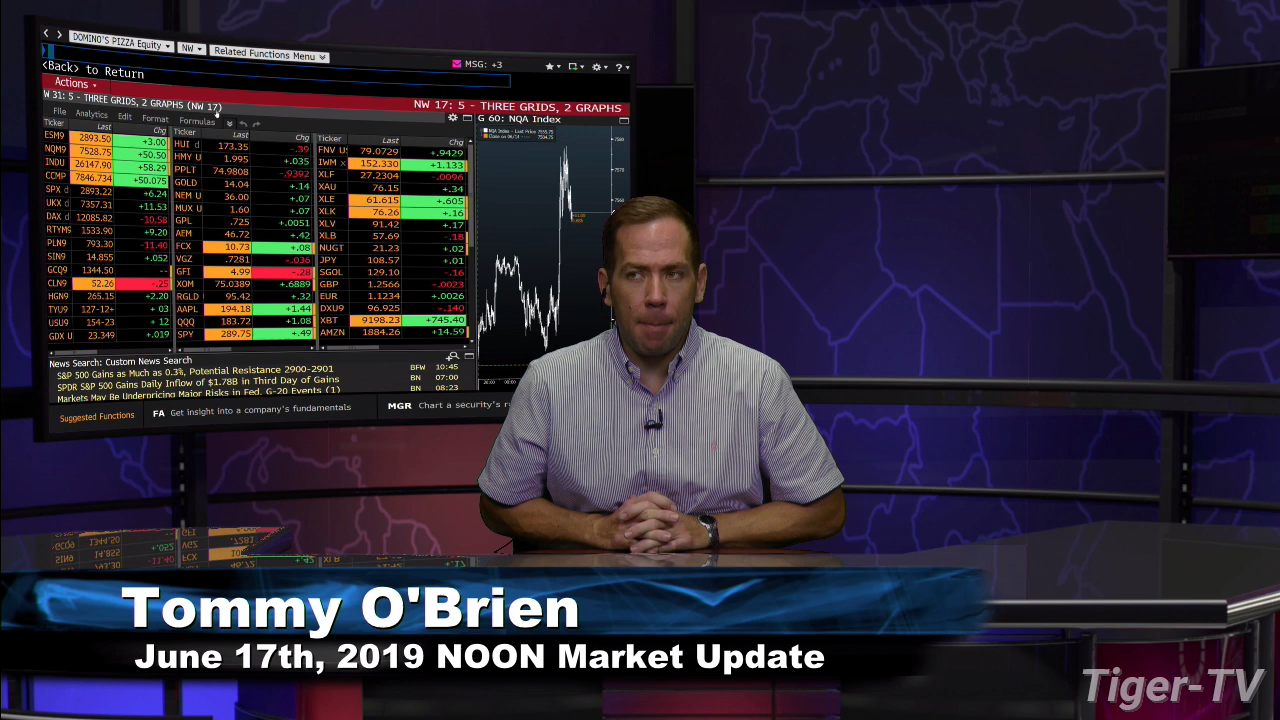 DOMINO'S PIZZA Equity NW Related Functions Menu
MSG: +3
<Back> to Return
Actions
W 31: 5 - THREE GRIDS, 2 GRAPHS (NW 17)
NW 17: 5 - THREE GRIDS, 2 GRAPHS
File Analytics Edit Format Formulas
G 60: NQA Index
Ticker Last Chg
ESM9 2893.50 +3.00
NQM9 7528.75 +50.50
INDU 26147.90 +58.29
CCMP 7846.734 +50.075
SPX d 2893.22 +6.24
UKX d 7357.31 +11.53
DAX d 12085.82 -10.58
RTYM9 1533.90 +9.20
PLN9 793.30 -11.40
SIN9 14.855 +.052
GCQ9 1344.50 --
CLN9 52.26 -.25
HGN9 265.15 +2.20
TYU9 127-12+ + 03
USU9 154-23 + 12
GDX U 23.349 +.019
Ticker Last Chg
HUI d 173.35 -.39
HMY U 1.995 +.035
PPLT 74.9808 -.9392
GOLD 14.04 +.14
NEM U 36.00 +.07
MUX U 1.60 +.07
GPL .725 +.0051
AEM 46.72 +.42
FCX 10.73 +.08
VGZ .7281 -.036
GFI 4.99 -.28
XOM 75.0389 +.6889
RGLD 95.42 +.32
AAPL 194.18 +1.44
QQQ 183.72 +1.08
SPY 289.75 +.49
Ticker Last Chg
FNV US 79.0729 +.9429
IWM x 152.330 +1.133
XLF 27.2304 -.0096
XAU 76.15 +.34
XLE 61.615 +.605
XLK 76.26 +.16
XLV 91.42 +.17
XLB 57.69 -.18
NUGT 21.23 +.02
JPY 108.57 +.01
SGOL 129.10 -.16
GBP 1.2566 -.0023
EUR 1.1234 +.0026
DXU9 96.925 -.140
XBT 9198.23 +745.40
AMZN 1884.26 +14.59
News Search: Custom News Search
S&P 500 Gains as Much as 0.3%, Potential Resistance 2900-2901 BFW 10:45
SPDR S&P 500 Gains Daily Inflow of $1.78B in Third Day of Gains BN 07:00
Markets May Be Underpricing Major Risks in Fed, G-20 Events (1) BN 08:23
Suggested Functions FA Get insight into a company's fundamentals MGR Chart a security's
Tommy O'Brien
June 17th, 2019 NOON Market Update
Tiger-TV